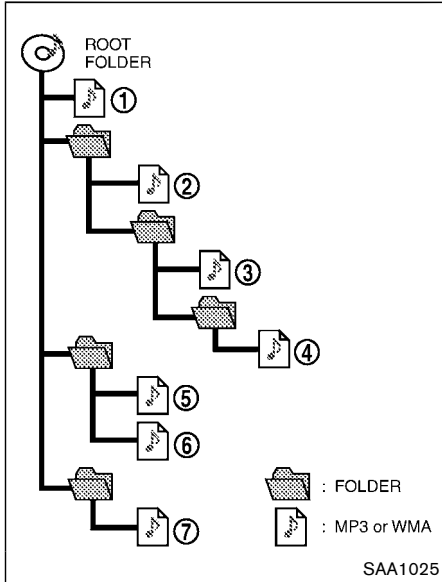 ROOT
FOLDER
①
②
③
④
⑤
⑥
⑦
: FOLDER
: MP3 or WMA
SAA1025